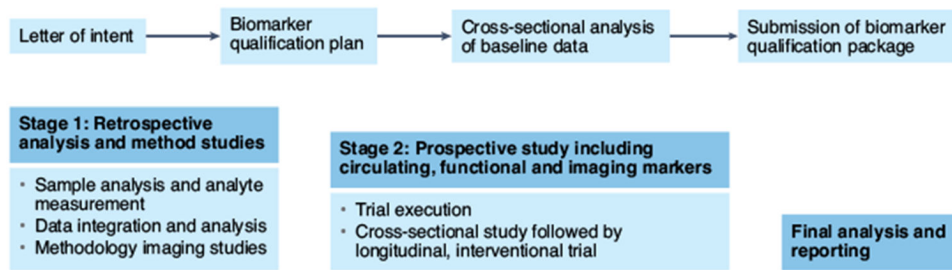 Letter of intent
Biomarker
qualification plan
Cross-sectional analysis
of baseline data
Submission of biomarker
qualification package
Stage 1: Retrospective
analysis and method studies
• Sample analysis and analyte
measurement
• Data integration and analysis
• Methodology imaging studies
Stage 2: Prospective study including
circulating, functional and imaging markers
• Trial execution
• Cross-sectional study followed by
longitudinal, interventional trial
Final analysis and
reporting